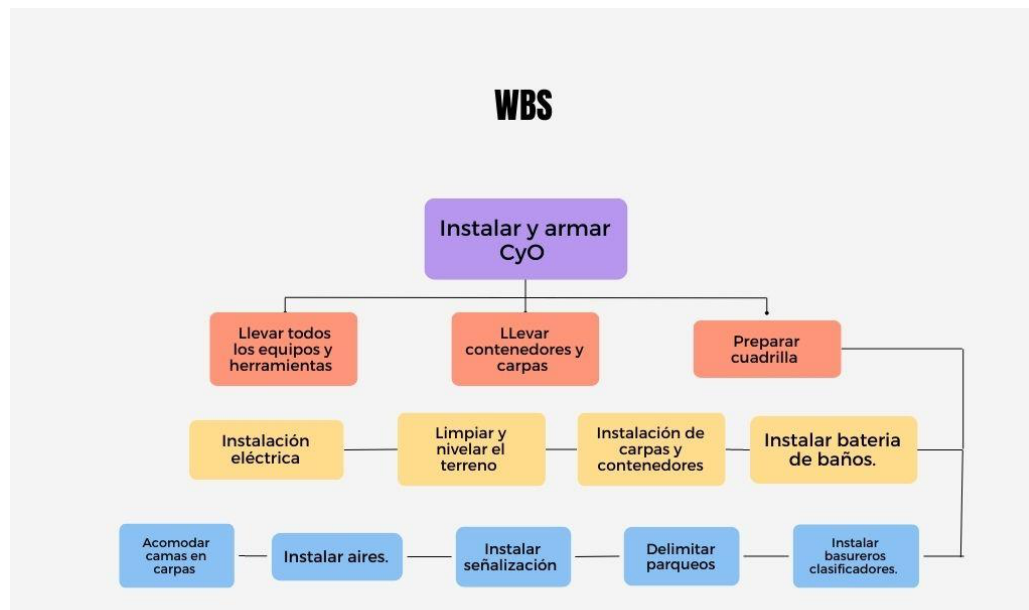 WBS
Instalar y armar
CyO
Llevar todos
los equipos y
herramientas
LLevar
contenedores y
carpas
Preparar
cuadrilla
Instalación
eléctrica
Limpiar y
nivelar el
terreno
Instalación de
carpas y
contenedores
Instalar bateria
de baños.
Acomodar
camas en
carpas
Instalar aires.
Instalar
señalización
Delimitar
parqueos
Instalar
basureros
clasificadores.